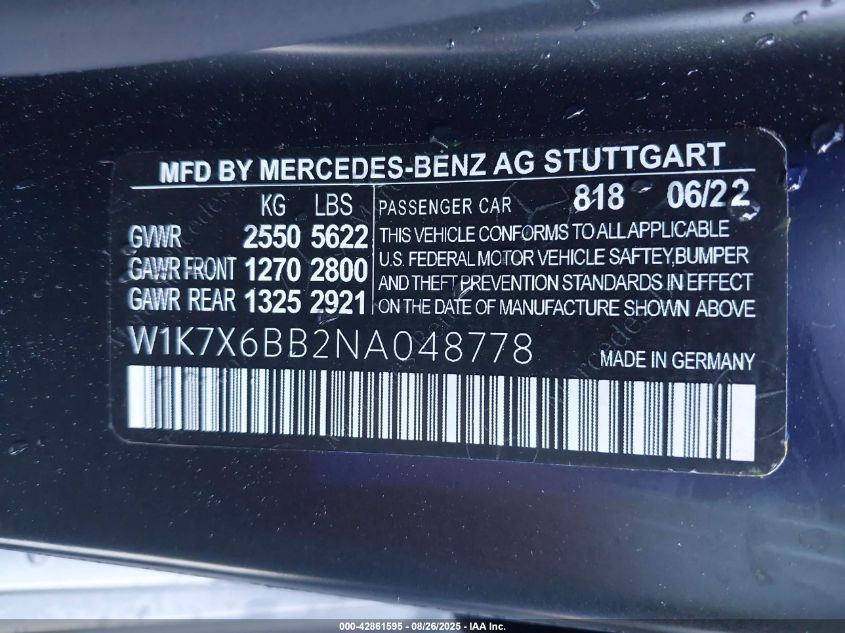 MFD BY MERCEDES-BENZ AG STUTTGART
KG LBS
GVWR 2550 5622
GAWR FRONT 1270 2800
GAWR REAR 1325 2921
PASSENGER CAR 818 06/22
THIS VEHICLE CONFORMS TO ALL APPLICABLE
U.S. FEDERAL MOTOR VEHICLE SAFTEY, BUMPER
AND THEFT PREVENTION STANDARDS IN EFFECT
ON THE DATE OF MANUFACTURE SHOWN ABOVE
W1K7X6BB2NA048778
MADE IN GERMANY
000-42861595 - 08/26/2025 - IAA Inc.